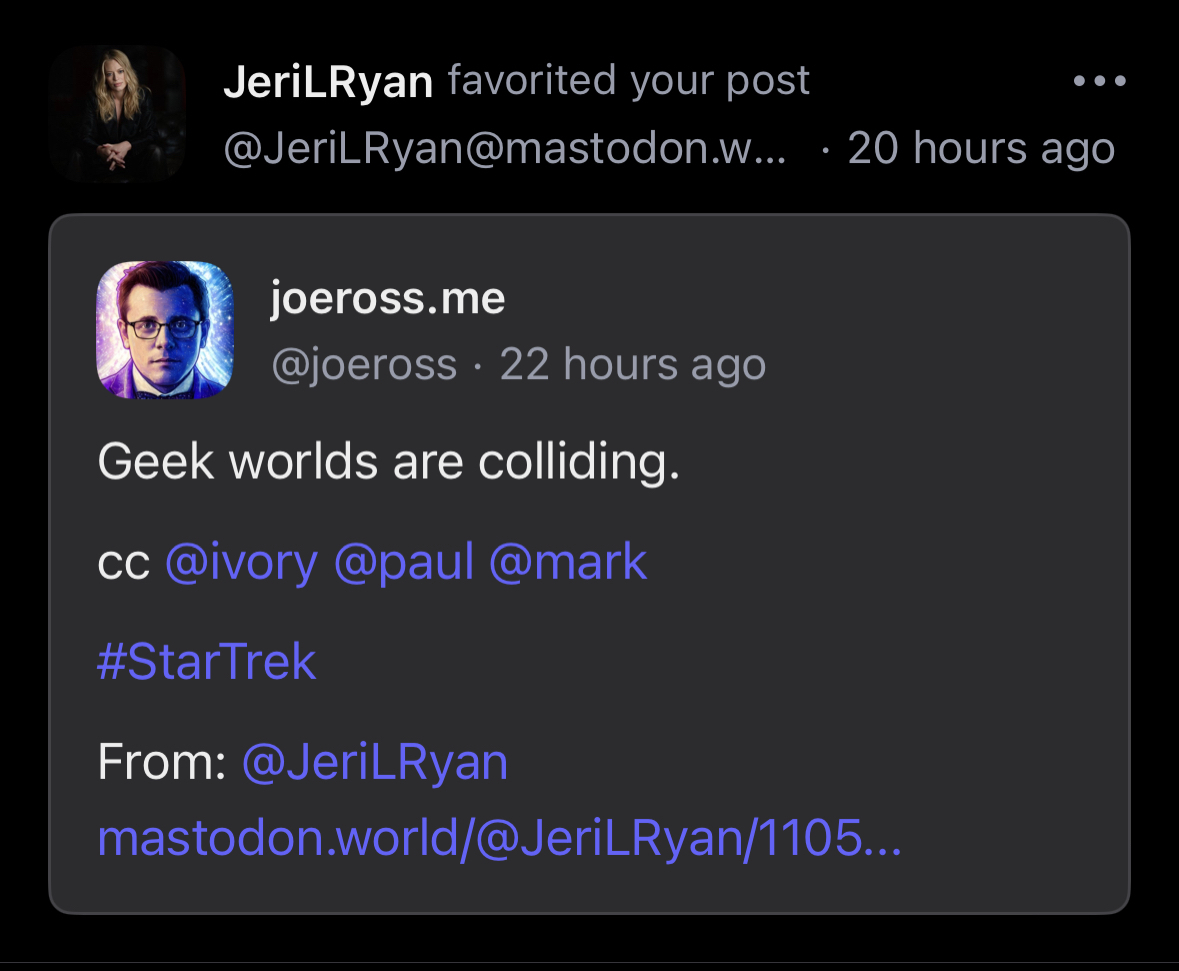 JeriLRyan favorited your post
@JeriLRyan@mastodon.w... · 20 hours ago
joeross.me
@joeross · 22 hours ago
Geek worlds are colliding.
cc @ivory @paul @mark
#StarTrek
From: @JeriLRyan
mastodon.world/@JeriLRyan/1105...